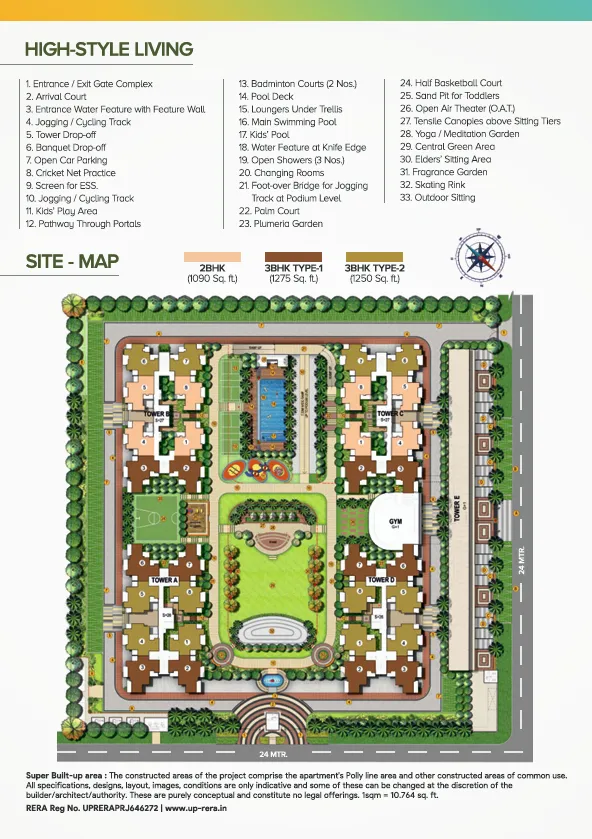 HIGH-STYLE LIVING
1. Entrance / Exit Gate Complex
2. Arrival Court
3. Entrance Water Feature with Feature Wall
4. Jogging / Cycling Track
5. Tower Drop-off
6. Banquet Drop-off
7. Open Car Parking
8. Cricket Net Practice
9. Screen for ESS.
10. Jogging / Cycling Track
11. Kids' Play Area
12. Pathway Through Portals
13. Badminton Courts (2 Nos.)
14. Pool Deck
15. Loungers Under Trellis
16. Main Swimming Pool
17. Kids' Pool
18. Water Feature at Knife Edge
19. Open Showers (3 Nos.)
20. Changing Rooms
21. Foot-over Bridge for Jogging
Track at Podium Level
22. Palm Court
23. Plumeria Garden
24. Half Basketball Court
25. Sand Pit for Toddlers
26. Open Air Theater (O.A.T.)
27. Tensile Canopies above Sitting Tiers
28. Yoga / Meditation Garden
29. Central Green Area
30. Elders' Sitting Area
31. Fragrance Garden
32. Skating Rink
33. Outdoor Sitting
SITE - MAP
2BHK
(1090 Sq. ft.)
3BHK TYPE-1
(1275 Sq. ft.)
3BHK TYPE-2
(1250 Sq. ft.)
TOWER B
S+27
TOWER C
S+27
TOWER E
G+1
GYM
G+1
TOWER A
S+28
TOWER D
S+28
24 MTR.
24 MTR.
Super Built-up area : The constructed areas of the project comprise the apartment's Polly line area and other constructed areas of common use.
All specifications, designs, layout, images, conditions are only indicative and some of these can be changed at the discretion of the
builder/architect/authority. These are purely conceptual and constitute no legal offerings. 1sqm = 10.764 sq. ft.
RERA Reg No. UPRERAPRJ646272 | www.up-rera.in